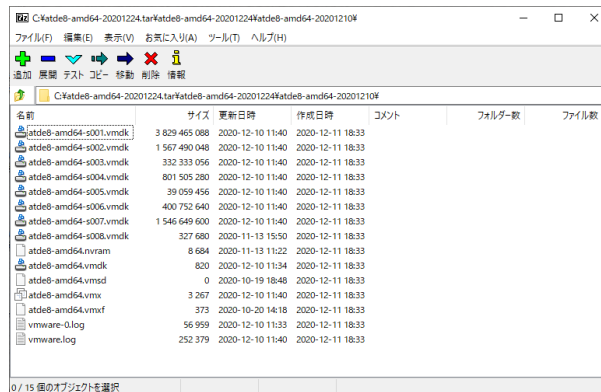 C:¥atde8-amd64-20201224.tar¥atde8-amd64-20201224¥atde8-amd64-20201210¥
ファイル(F) 編集(E) 表示(V) お気に入り(A) ツール(T) ヘルプ(H)
追加 展開 テスト コピー 移動 削除 情報
C:¥atde8-amd64-20201224.tar¥atde8-amd64-20201224¥atde8-amd64-20201210¥
名前 サイズ 更新日時 作成日時 コメント フォルダー数 ファイル数
atde8-amd64-s001.vmdk 3 829 465 088 2020-12-10 11:40 2020-12-11 18:33
atde8-amd64-s002.vmdk 1 567 490 048 2020-12-10 11:40 2020-12-11 18:33
atde8-amd64-s003.vmdk 332 333 056 2020-12-10 11:40 2020-12-11 18:33
atde8-amd64-s004.vmdk 801 505 280 2020-12-10 11:40 2020-12-11 18:33
atde8-amd64-s005.vmdk 39 059 456 2020-12-10 11:40 2020-12-11 18:33
atde8-amd64-s006.vmdk 400 752 640 2020-12-10 11:40 2020-12-11 18:33
atde8-amd64-s007.vmdk 1 546 649 600 2020-12-10 11:40 2020-12-11 18:33
atde8-amd64-s008.vmdk 327 680 2020-11-13 15:50 2020-12-11 18:33
atde8-amd64.nvram 8 684 2020-11-13 11:22 2020-12-11 18:33
atde8-amd64.vmdk 820 2020-12-10 11:34 2020-12-11 18:33
atde8-amd64.vmsd 0 2020-10-19 18:48 2020-12-11 18:33
atde8-amd64.vmx 3 267 2020-12-10 11:40 2020-12-11 18:33
atde8-amd64.vmxf 373 2020-10-20 14:18 2020-12-11 18:33
vmware-0.log 56 959 2020-12-10 11:33 2020-12-11 18:33
vmware.log 252 379 2020-12-10 11:40 2020-12-11 18:33
0 / 15 個のオブジェクトを選択